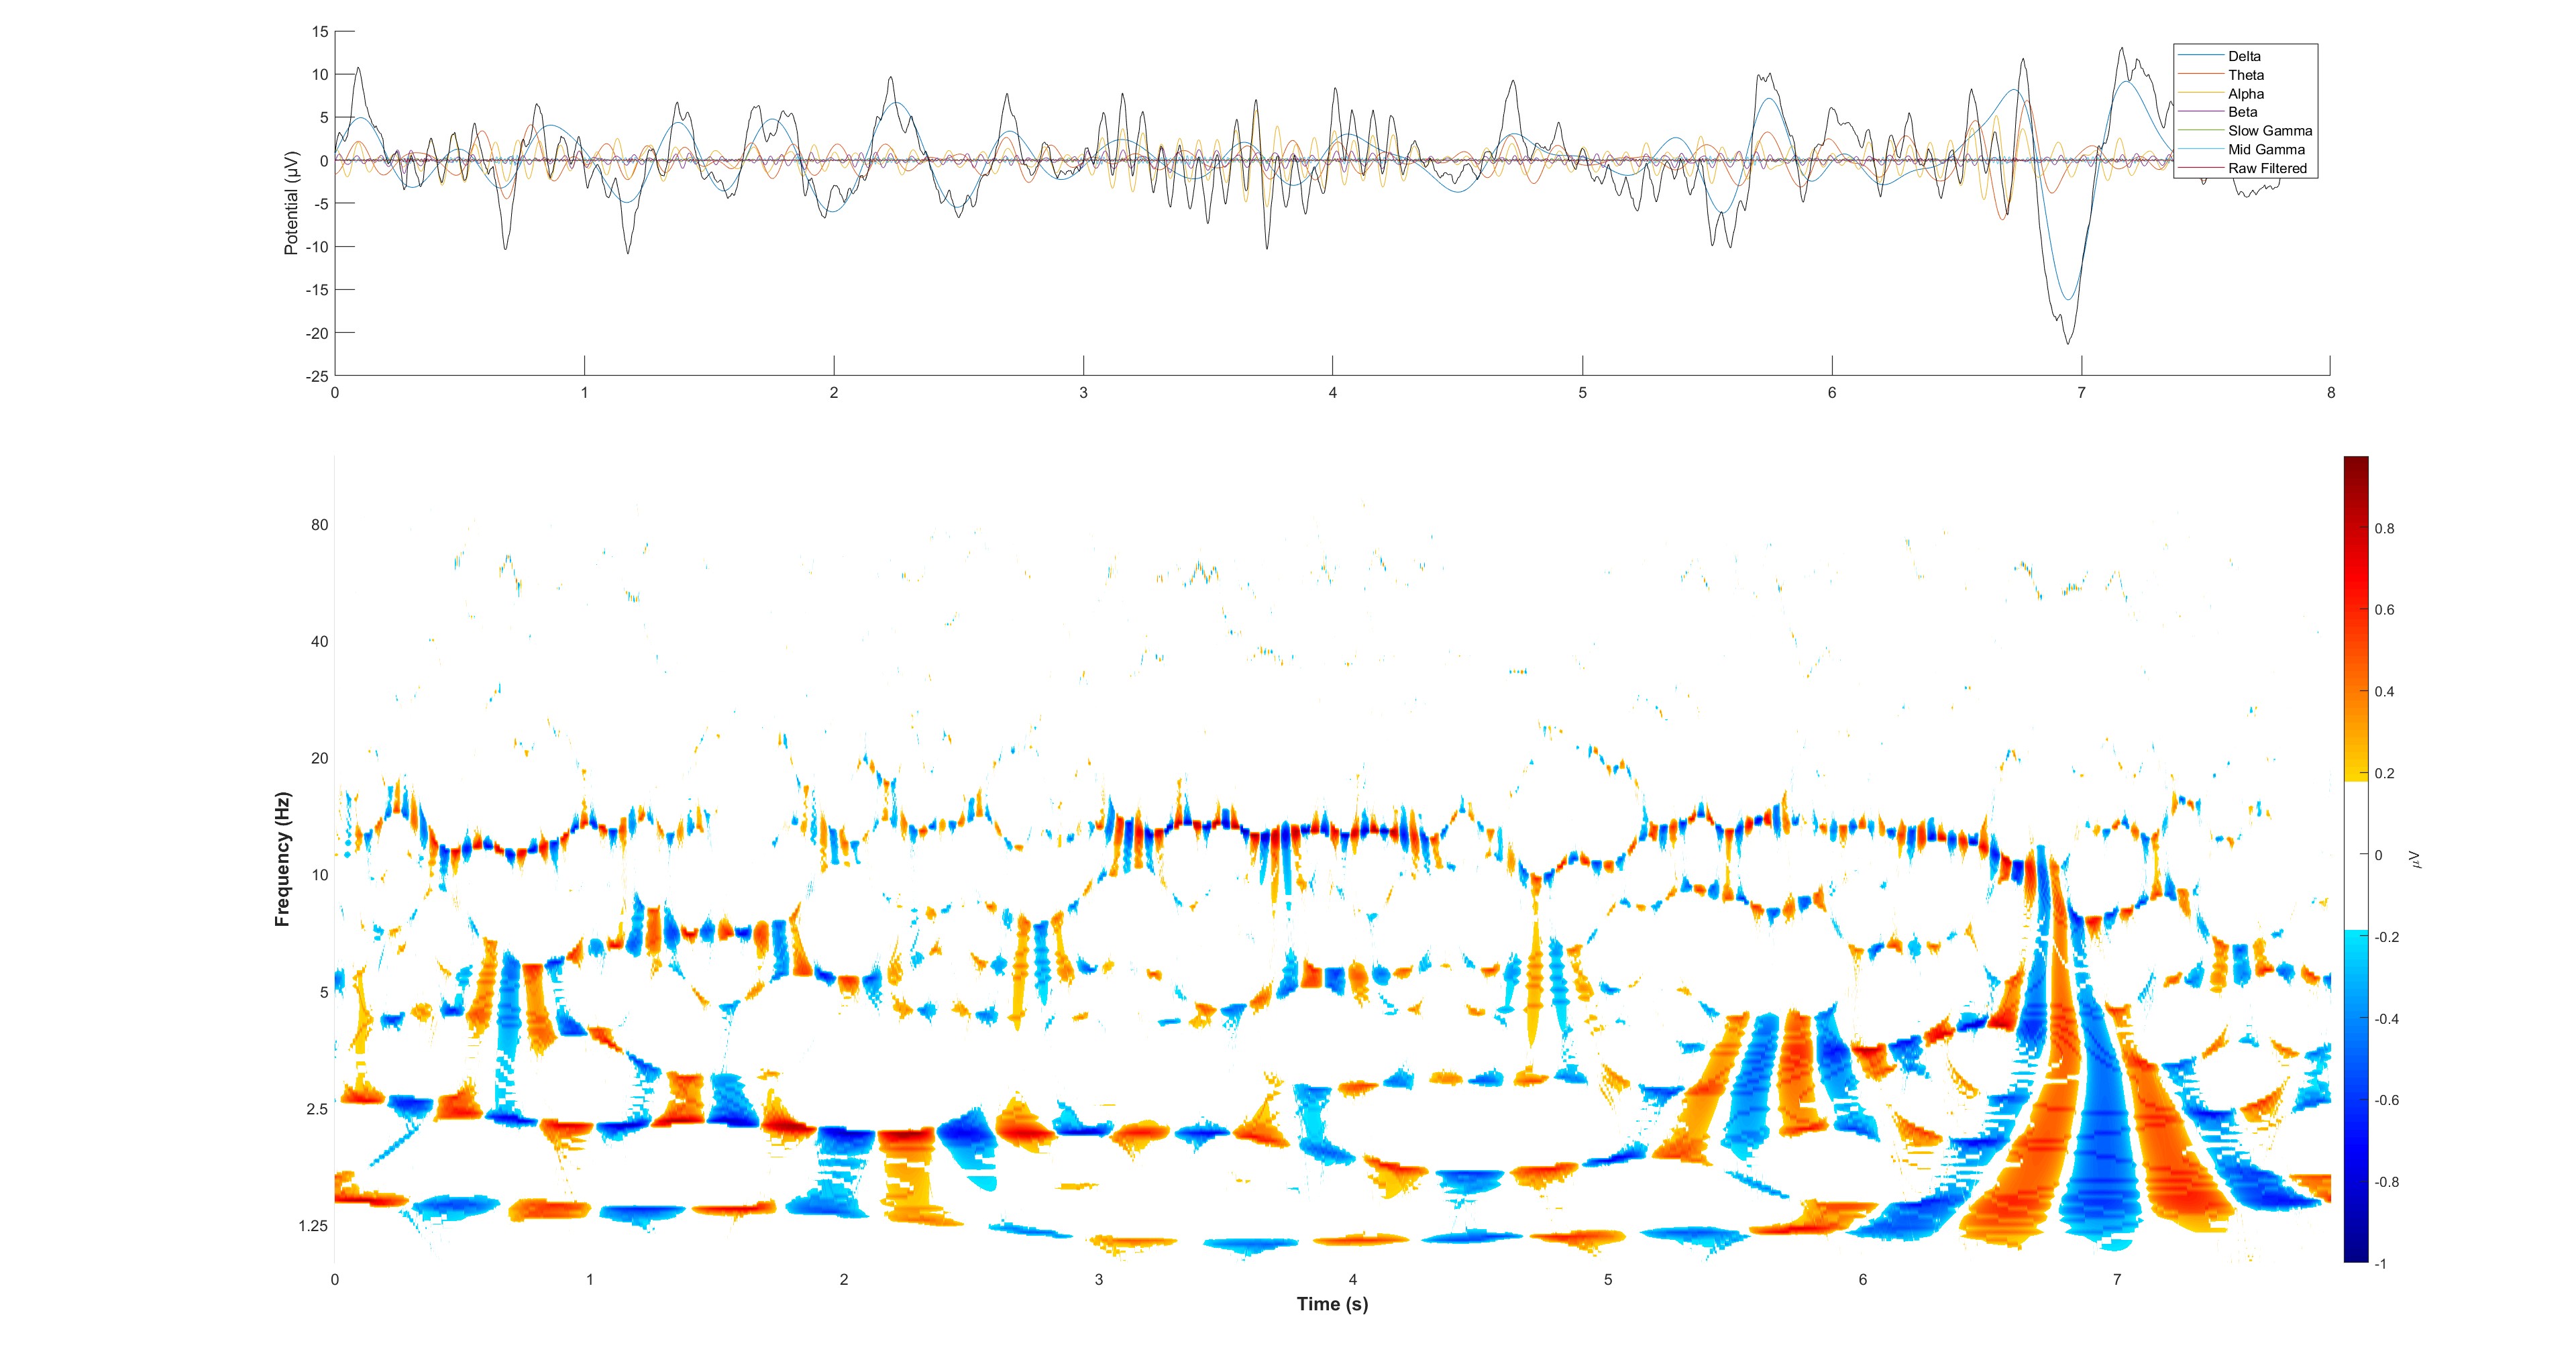 15
10
5
0
-5
-10
-15
-20
-25
Potential (μV)
0 1 2 3 4 5 6 7 8
Delta
Theta
Alpha
Beta
Slow Gamma
Mid Gamma
Raw Filtered
80
40
20
10
5
2.5
1.25
Frequency (Hz)
0 1 2 3 4 5 6 7
Time (s)
0.8
0.6
0.4
0.2
0
-0.2
-0.4
-0.6
-0.8
-1
μV